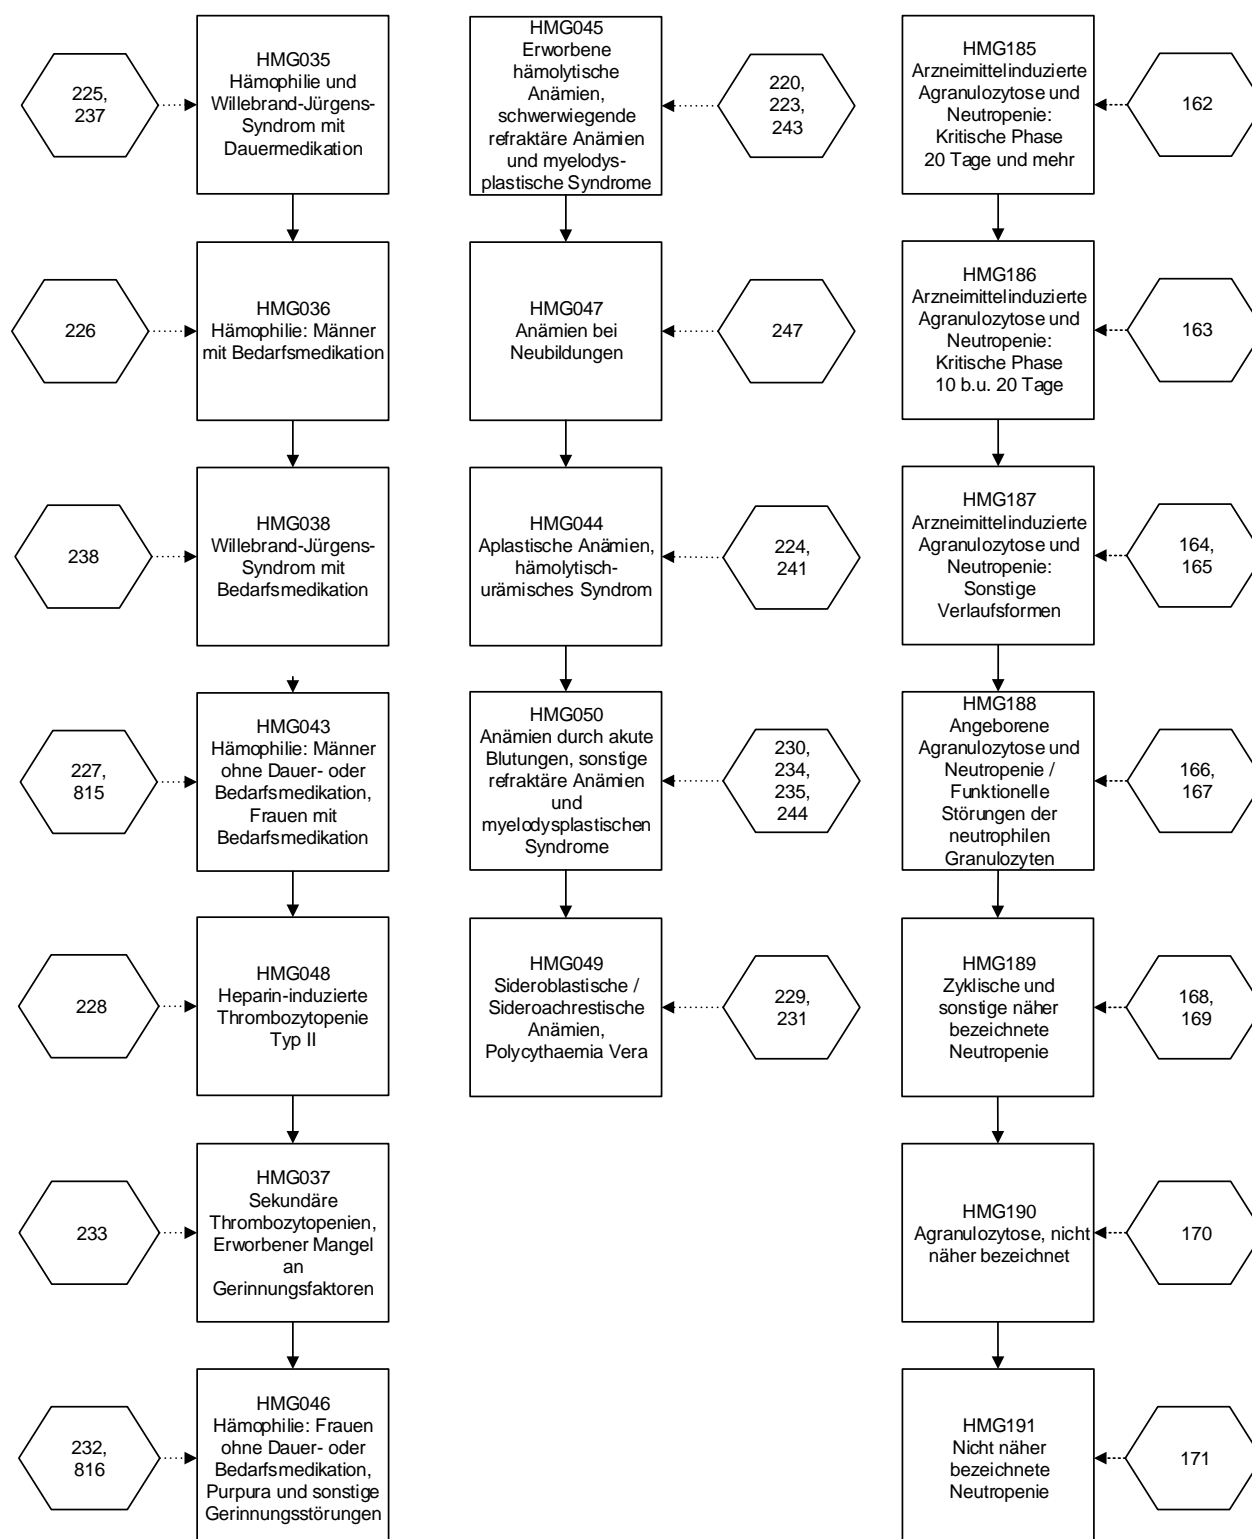 225,
237
HMG035
Hämophilie und
Willebrand-Jürgens-
Syndrom mit
Dauermedikation
226
HMG036
Hämophilie: Männer
mit Bedarfsmedikation
238
HMG038
Willebrand-Jürgens-
Syndrom mit
Bedarfsmedikation
227,
815
HMG043
Hämophilie: Männer
ohne Dauer- oder
Bedarfsmedikation,
Frauen mit
Bedarfsmedikation
228
HMG048
Heparin-induzierte
Thrombozytopenie
Typ II
233
HMG037
Sekundäre
Thrombozytopenien,
Erworbener Mangel
an
Gerinnungsfaktoren
232,
816
HMG046
Hämophilie: Frauen
ohne Dauer- oder
Bedarfsmedikation,
Purpura und sonstige
Gerinnungsstörungen
HMG045
Erworbene
hämolytische
Anämien,
schwerwiegende
refraktäre Anämien
und myelodys-
plastische Syndrome
220,
223,
243
HMG047
Anämien bei
Neubildungen
247
HMG044
Aplastische Anämien,
hämolytisch-
urämisches Syndrom
224,
241
HMG050
Anämien durch akute
Blutungen, sonstige
refraktäre Anämien
und
myelodysplastischen
Syndrome
230,
234,
235,
244
HMG049
Sideroblastische /
Sideroachrestische
Anämien,
Polycythaemia Vera
229,
231
HMG185
Arzneimittelinduzierte
Agranulozytose und
Neutropenie:
Kritische Phase
20 Tage und mehr
162
HMG186
Arzneimittelinduzierte
Agranulozytose und
Neutropenie:
Kritische Phase
10 b.u. 20 Tage
163
HMG187
Arzneimittelinduzierte
Agranulozytose und
Neutropenie:
Sonstige
Verlaufsformen
164,
165
HMG188
Angeborene
Agranulozytose und
Neutropenie /
Funktionelle
Störungen der
neutrophilen
Granulozyten
166,
167
HMG189
Zyklische und
sonstige näher
bezeichnete
Neutropenie
168,
169
HMG190
Agranulozytose, nicht
näher bezeichnet
170
HMG191
Nicht näher
bezeichnete
Neutropenie
171